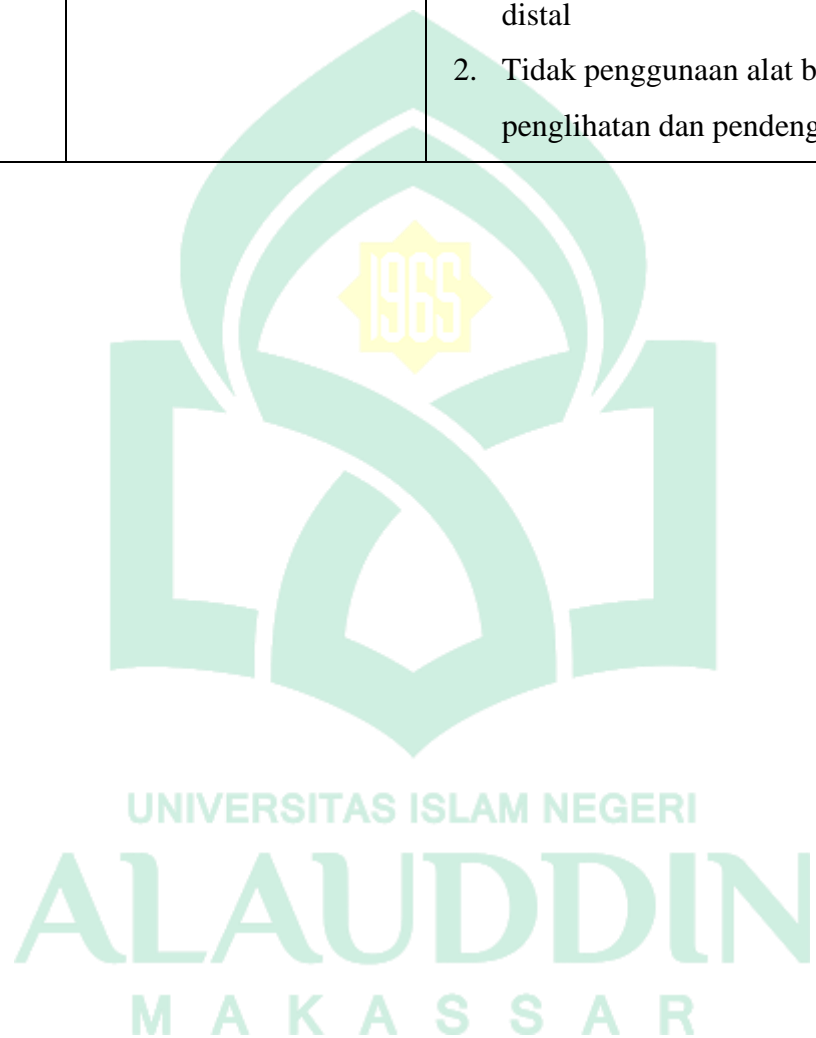 distal
2. Tidak penggunaan alat b
penglihatan dan pendeng
1965
UNIVERSITAS ISLAM NEGERI
ALAUDDIN
MAKASSAR